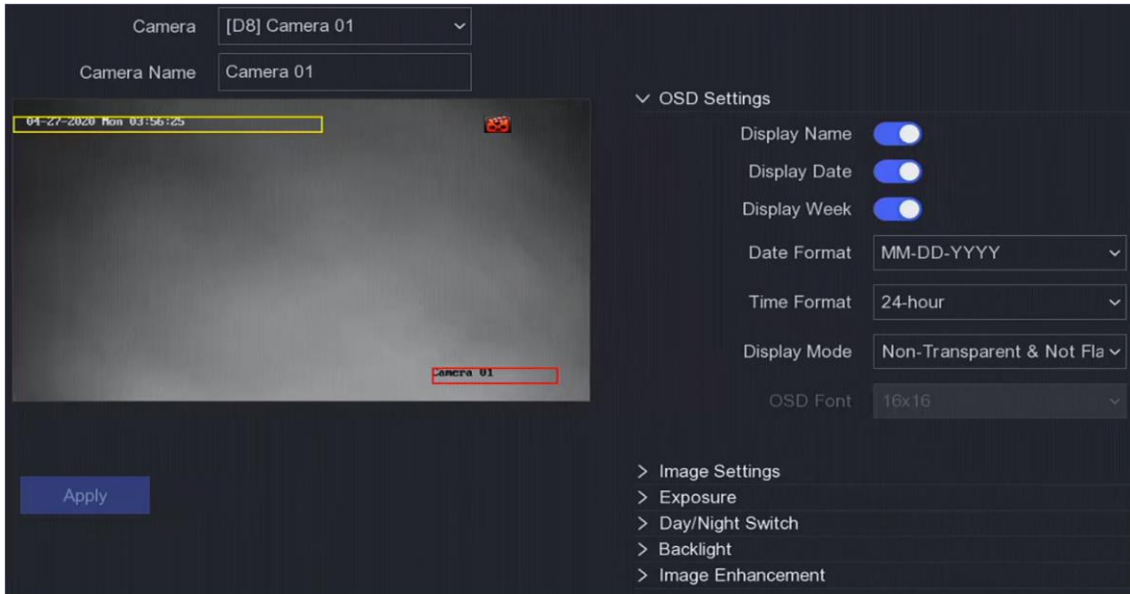 Camera [D8] Camera 01
Camera Name Camera 01
04-27-2020 Mon 03:56:25
Camera 01
Apply
OSD Settings
Display Name
Display Date
Display Week
Date Format MM-DD-YYYY
Time Format 24-hour
Display Mode Non-Transparent & Not Fla
OSD Font 16x16
Image Settings
Exposure
Day/Night Switch
Backlight
Image Enhancement